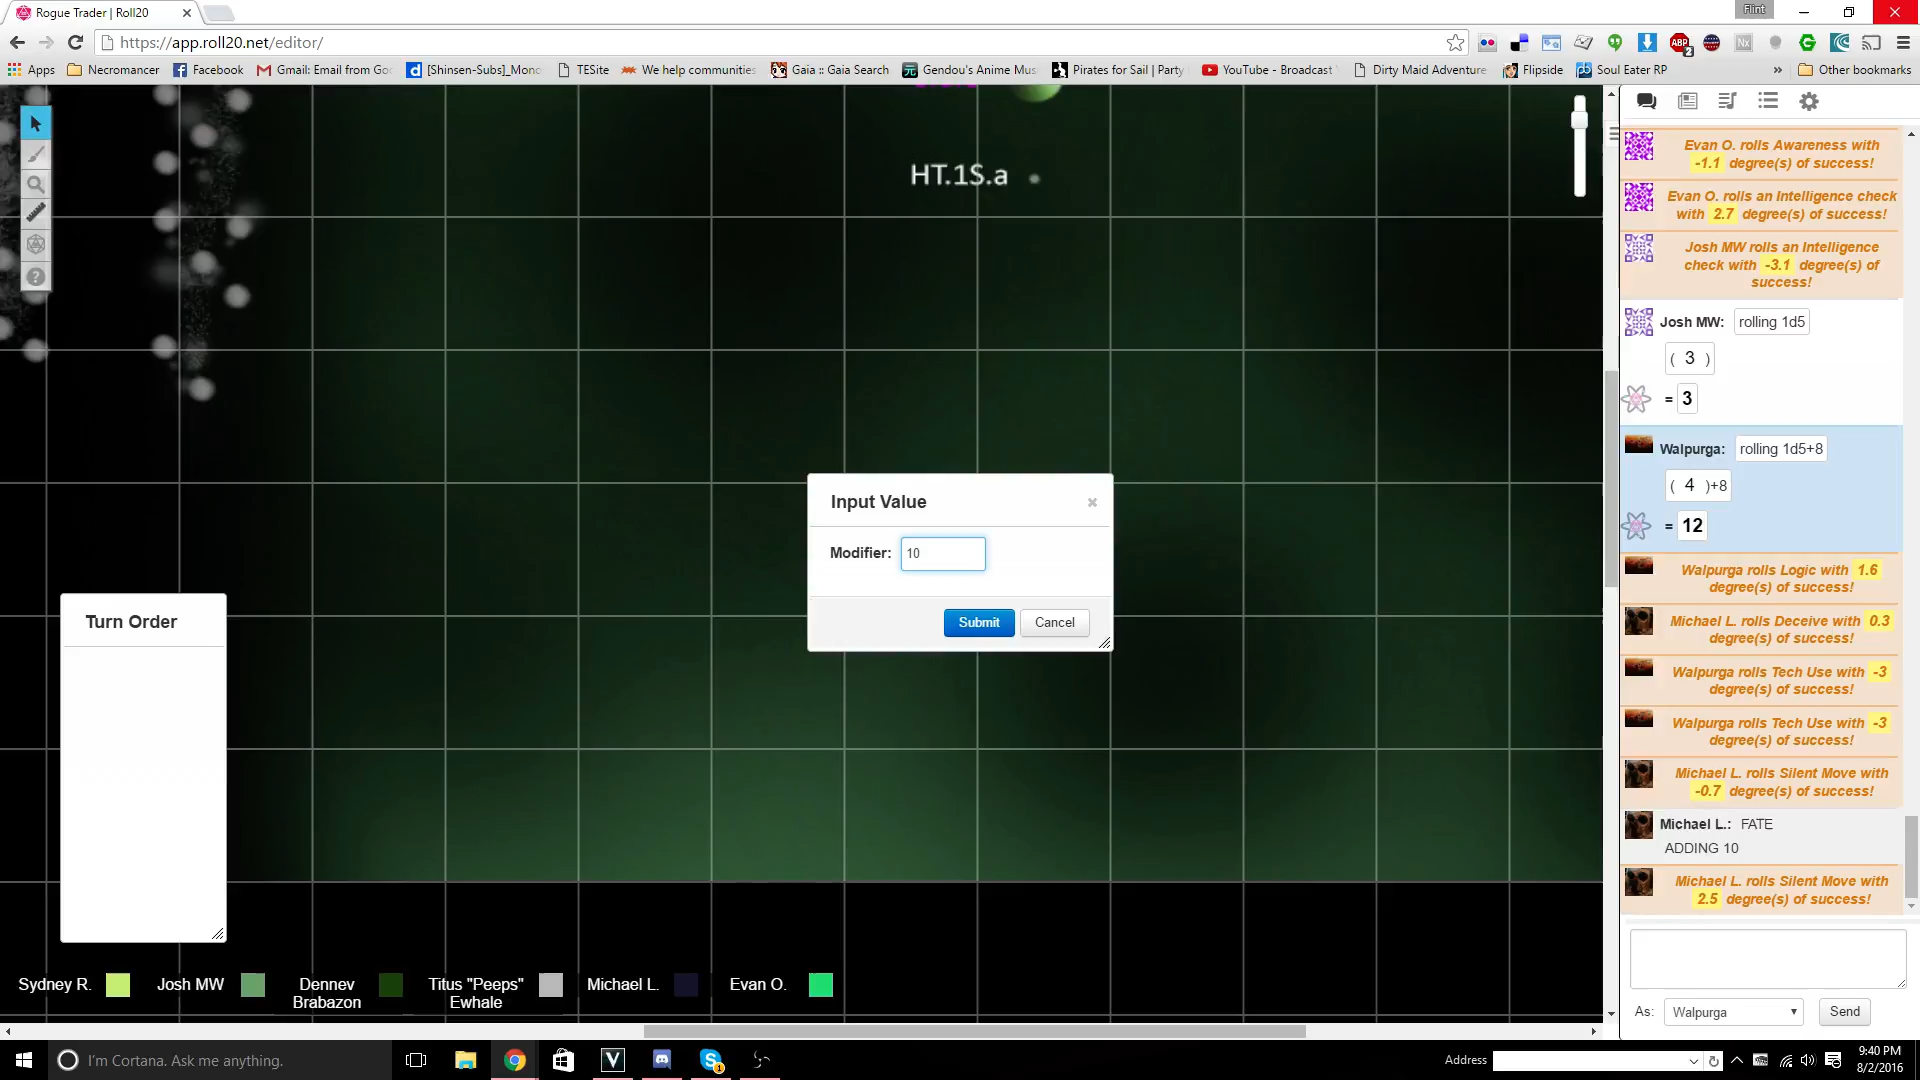 Rogue Trader | Roll20
Flint
https://app.roll20.net/editor/
Apps
Necromancer
Facebook
Gmail: Email from Go
[Shinsen-Subs]_Mono
TESite
We help communities
Gaia :: Gaia Search
Gendou's Anime Mus
Pirates for Sail | Party
YouTube - Broadcast
Dirty Maid Adventure
Flipside
Soul Eater RP
»
Other bookmarks
HT.1S.a
Evan O. rolls Awareness with
-1.1 degree(s) of success!
Evan O. rolls an Intelligence check
with 2.7 degree(s) of success!
Josh MW rolls an Intelligence
check with -3.1 degree(s) of
success!
Josh MW: rolling 1d5
( 3 )
= 3
Walpurga: rolling 1d5+8
( 4 )+8
= 12
Walpurga rolls Logic with 1.6
degree(s) of success!
Michael L. rolls Deceive with 0.3
degree(s) of success!
Walpurga rolls Tech Use with -3
degree(s) of success!
Walpurga rolls Tech Use with -3
degree(s) of success!
Michael L. rolls Silent Move with
-0.7 degree(s) of success!
Michael L.: FATE
ADDING 10
Michael L. rolls Silent Move with
2.5 degree(s) of success!
Input Value
Modifier: 10
Submit Cancel
Turn Order
Sydney R.
Josh MW
Dennev
Brabazon
Titus "Peeps"
Ewhale
Michael L.
Evan O.
As: Walpurga Send
I'm Cortana. Ask me anything.
Address
9:40 PM
8/2/2016